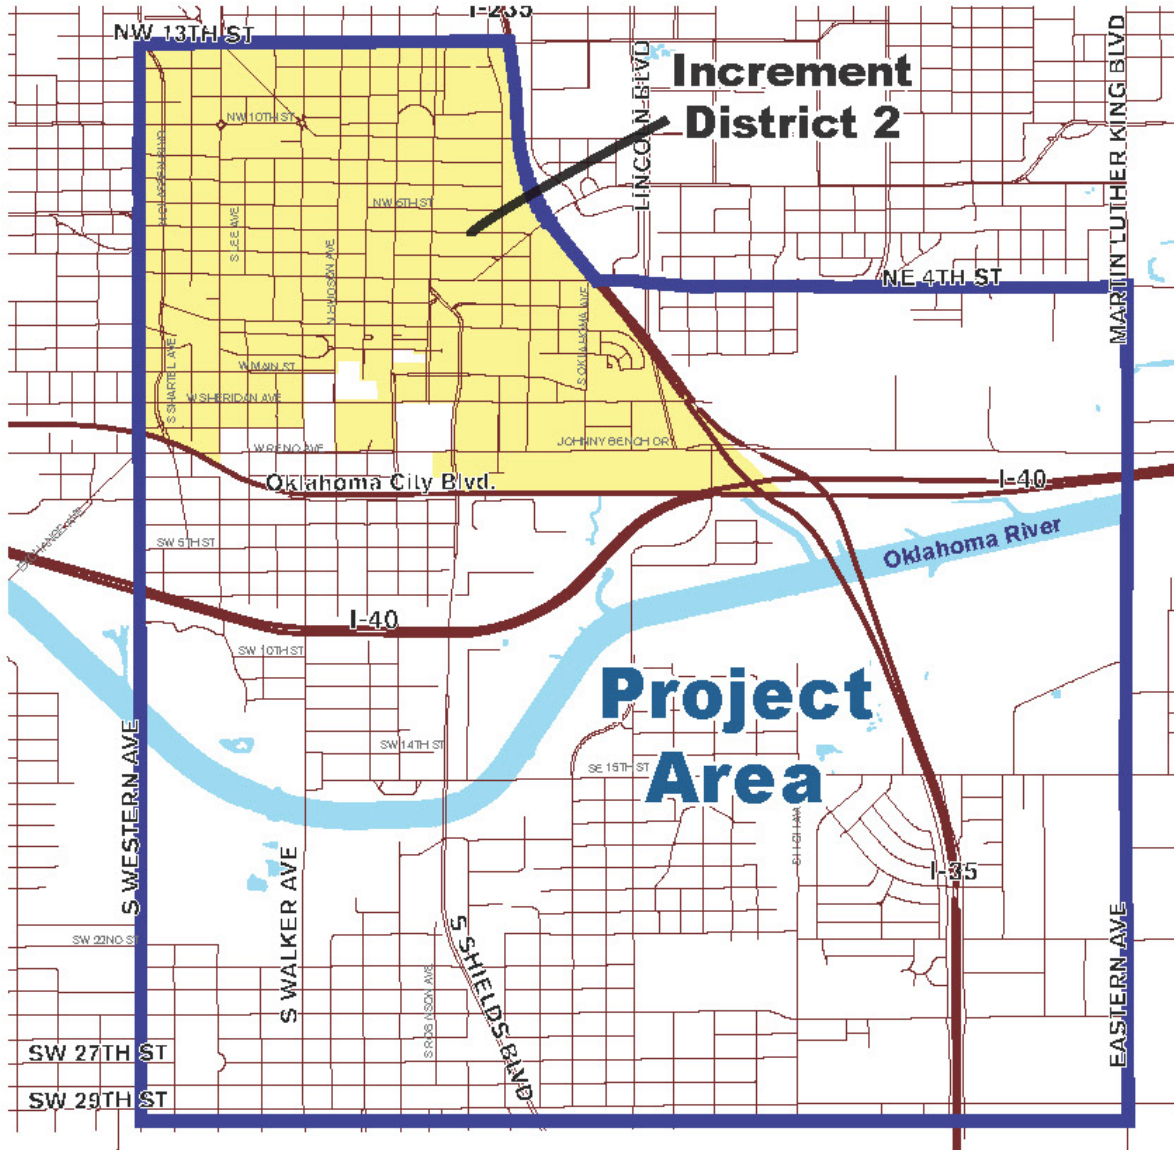 I-235
NW 13TH ST
Increment
District 2
LINCOLN BLVD
MARTIN LUTHER KING BLVD
NW 10TH ST
NW 6TH ST
S LEE AVE
N HUDSON AVE
NE 4TH ST
S OKLAHOMA AVE
S SHARTEL AVE
W MAIN ST
W SHERIDAN AVE
JOHNNY BENCH DR
W RENO AVE
Oklahoma City Blvd.
I-40
Oklahoma River
SW 5TH ST
I-40
SW 10TH ST
Project
Area
SW 14TH ST
SE 15TH ST
S WESTERN AVE
S HIGH AVE
I-35
S WALKER AVE
S SHIELDS BLVD
SW 22ND ST
S ROBINSON AVE
EASTERN AVE
SW 27TH ST
SW 29TH ST